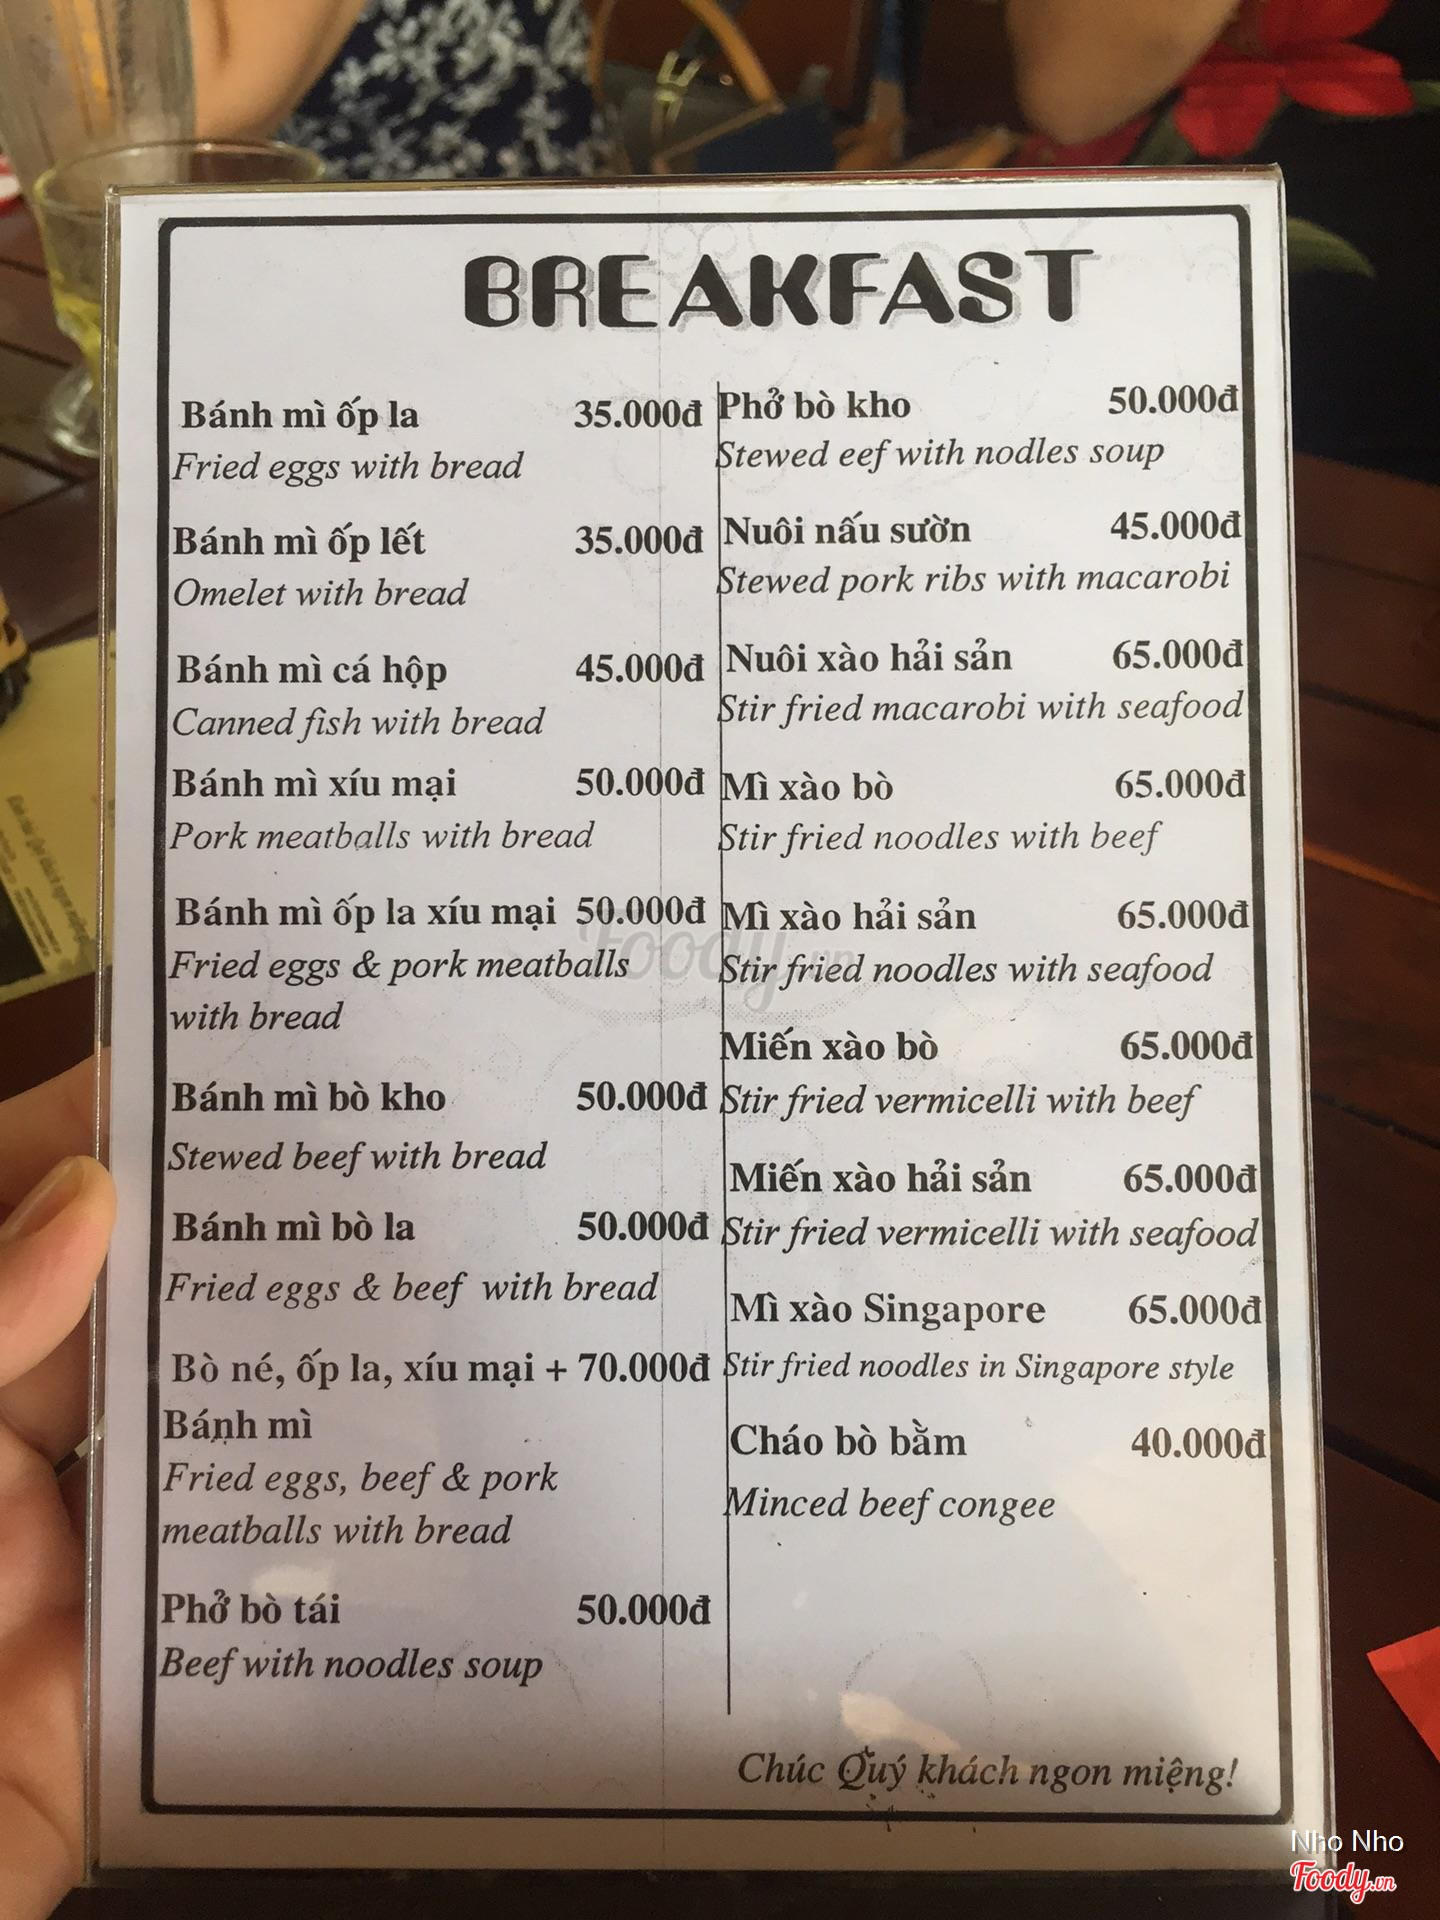 BREAKFAST
Bánh mì ốp la 35.000đ
Fried eggs with bread
Bánh mì ốp lết 35.000đ
Omelet with bread
Bánh mì cá hộp 45.000đ
Canned fish with bread
Bánh mì xíu mại 50.000đ
Pork meatballs with bread
Bánh mì ốp la xíu mại 50.000đ
Fried eggs & pork meatballs
with bread
Bánh mì bò kho 50.000đ
Stewed beef with bread
Bánh mì bò la 50.000đ
Fried eggs & beef with bread
Bò né, ốp la, xíu mại + 70.000đ
Bánh mì
Fried eggs, beef & pork
meatballs with bread
Phở bò tái 50.000đ
Beef with noodles soup
Phở bò kho 50.000đ
Stewed eef with nodles soup
Nuôi nấu sườn 45.000đ
Stewed pork ribs with macarobi
Nuôi xào hải sản 65.000đ
Stir fried macarobi with seafood
Mì xào bò 65.000đ
Stir fried noodles with beef
Mì xào hải sản 65.000đ
Stir fried noodles with seafood
Miến xào bò 65.000đ
Stir fried vermicelli with beef
Miến xào hải sản 65.000đ
Stir fried vermicelli with seafood
Mì xào Singapore 65.000đ
Stir fried noodles in Singapore style
Cháo bò bằm 40.000đ
Minced beef congee
Chúc Quý khách ngon miệng!
Foody.vn
Nho Nho
Foody.vn